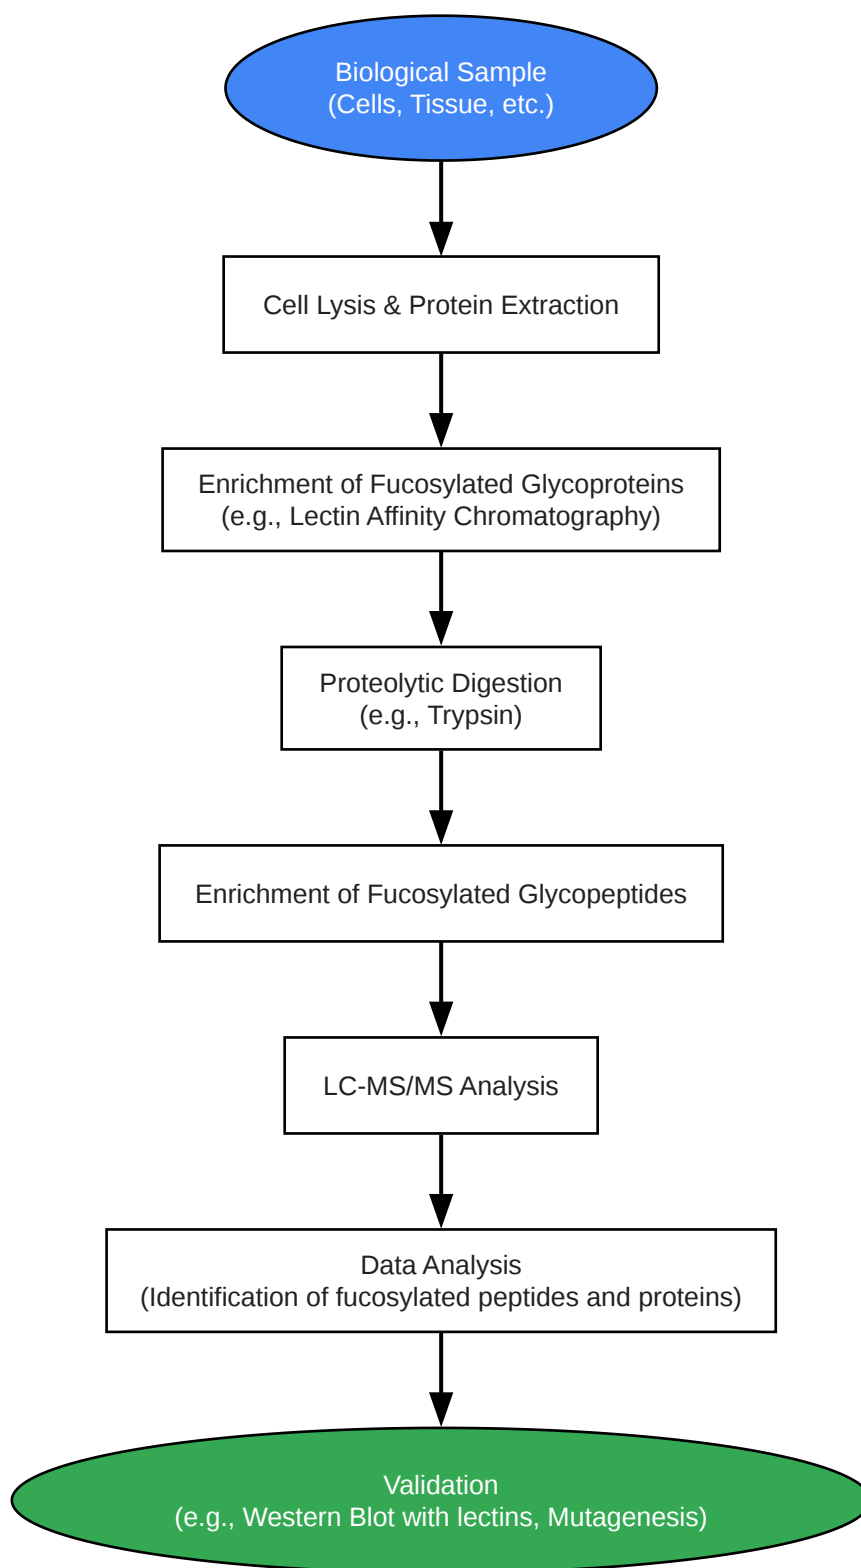 Biological Sample
(Cells, Tissue, etc.)
Cell Lysis & Protein Extraction
Enrichment of Fucosylated Glycoproteins
(e.g., Lectin Affinity Chromatography)
Proteolytic Digestion
(e.g., Trypsin)
Enrichment of Fucosylated Glycopeptides
LC-MS/MS Analysis
Data Analysis
(Identification of fucosylated peptides and proteins)
Validation
(e.g., Western Blot with lectins, Mutagenesis)